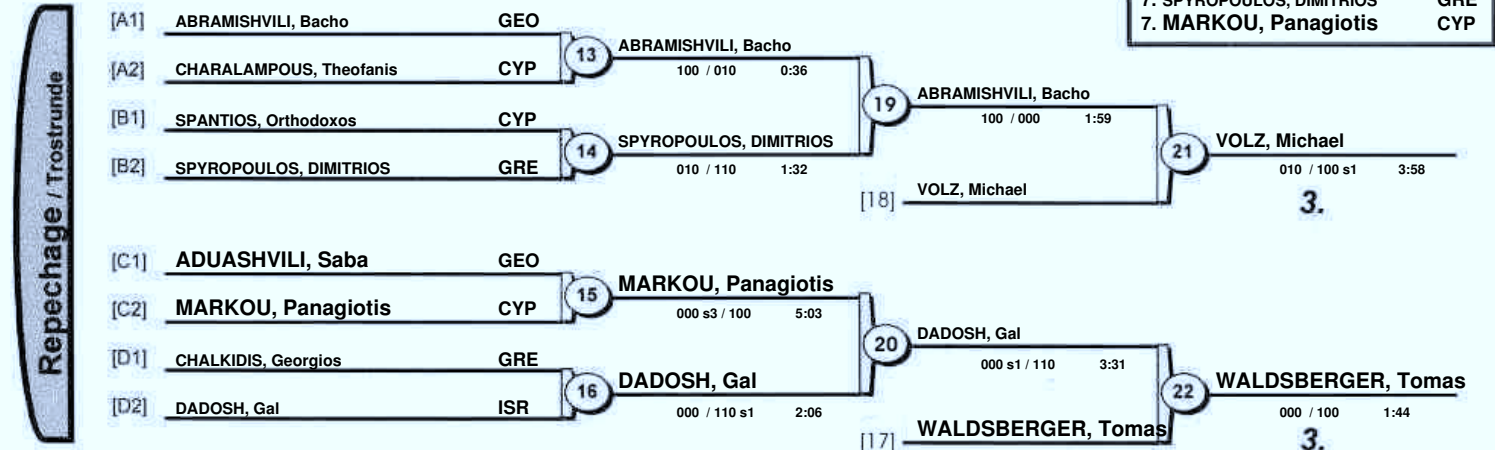 7. SPYROPOULOS, DIMITRIOS GRE
7. MARKOU, Panagiotis CYP
Repechage / Trostrunde
[A1] ABRAMISHVILI, Bacho GEO
[A2] CHARALAMPOUS, Theofanis CYP
13 ABRAMISHVILI, Bacho
100 / 010 0:36
[B1] SPANTIOS, Orthodoxos CYP
[B2] SPYROPOULOS, DIMITRIOS GRE
14 SPYROPOULOS, DIMITRIOS
010 / 110 1:32
19 ABRAMISHVILI, Bacho
100 / 000 1:59
[18] VOLZ, Michael
21 VOLZ, Michael
010 / 100 s1 3:58
3.
[C1] ADUASHVILI, Saba GEO
[C2] MARKOU, Panagiotis CYP
15 MARKOU, Panagiotis
000 s3 / 100 5:03
[D1] CHALKIDIS, Georgios GRE
[D2] DADOSH, Gal ISR
16 DADOSH, Gal
000 / 110 s1 2:06
20 DADOSH, Gal
000 s1 / 110 3:31
[17] WALDSBERGER, Tomas
22 WALDSBERGER, Tomas
000 / 100 1:44
3.